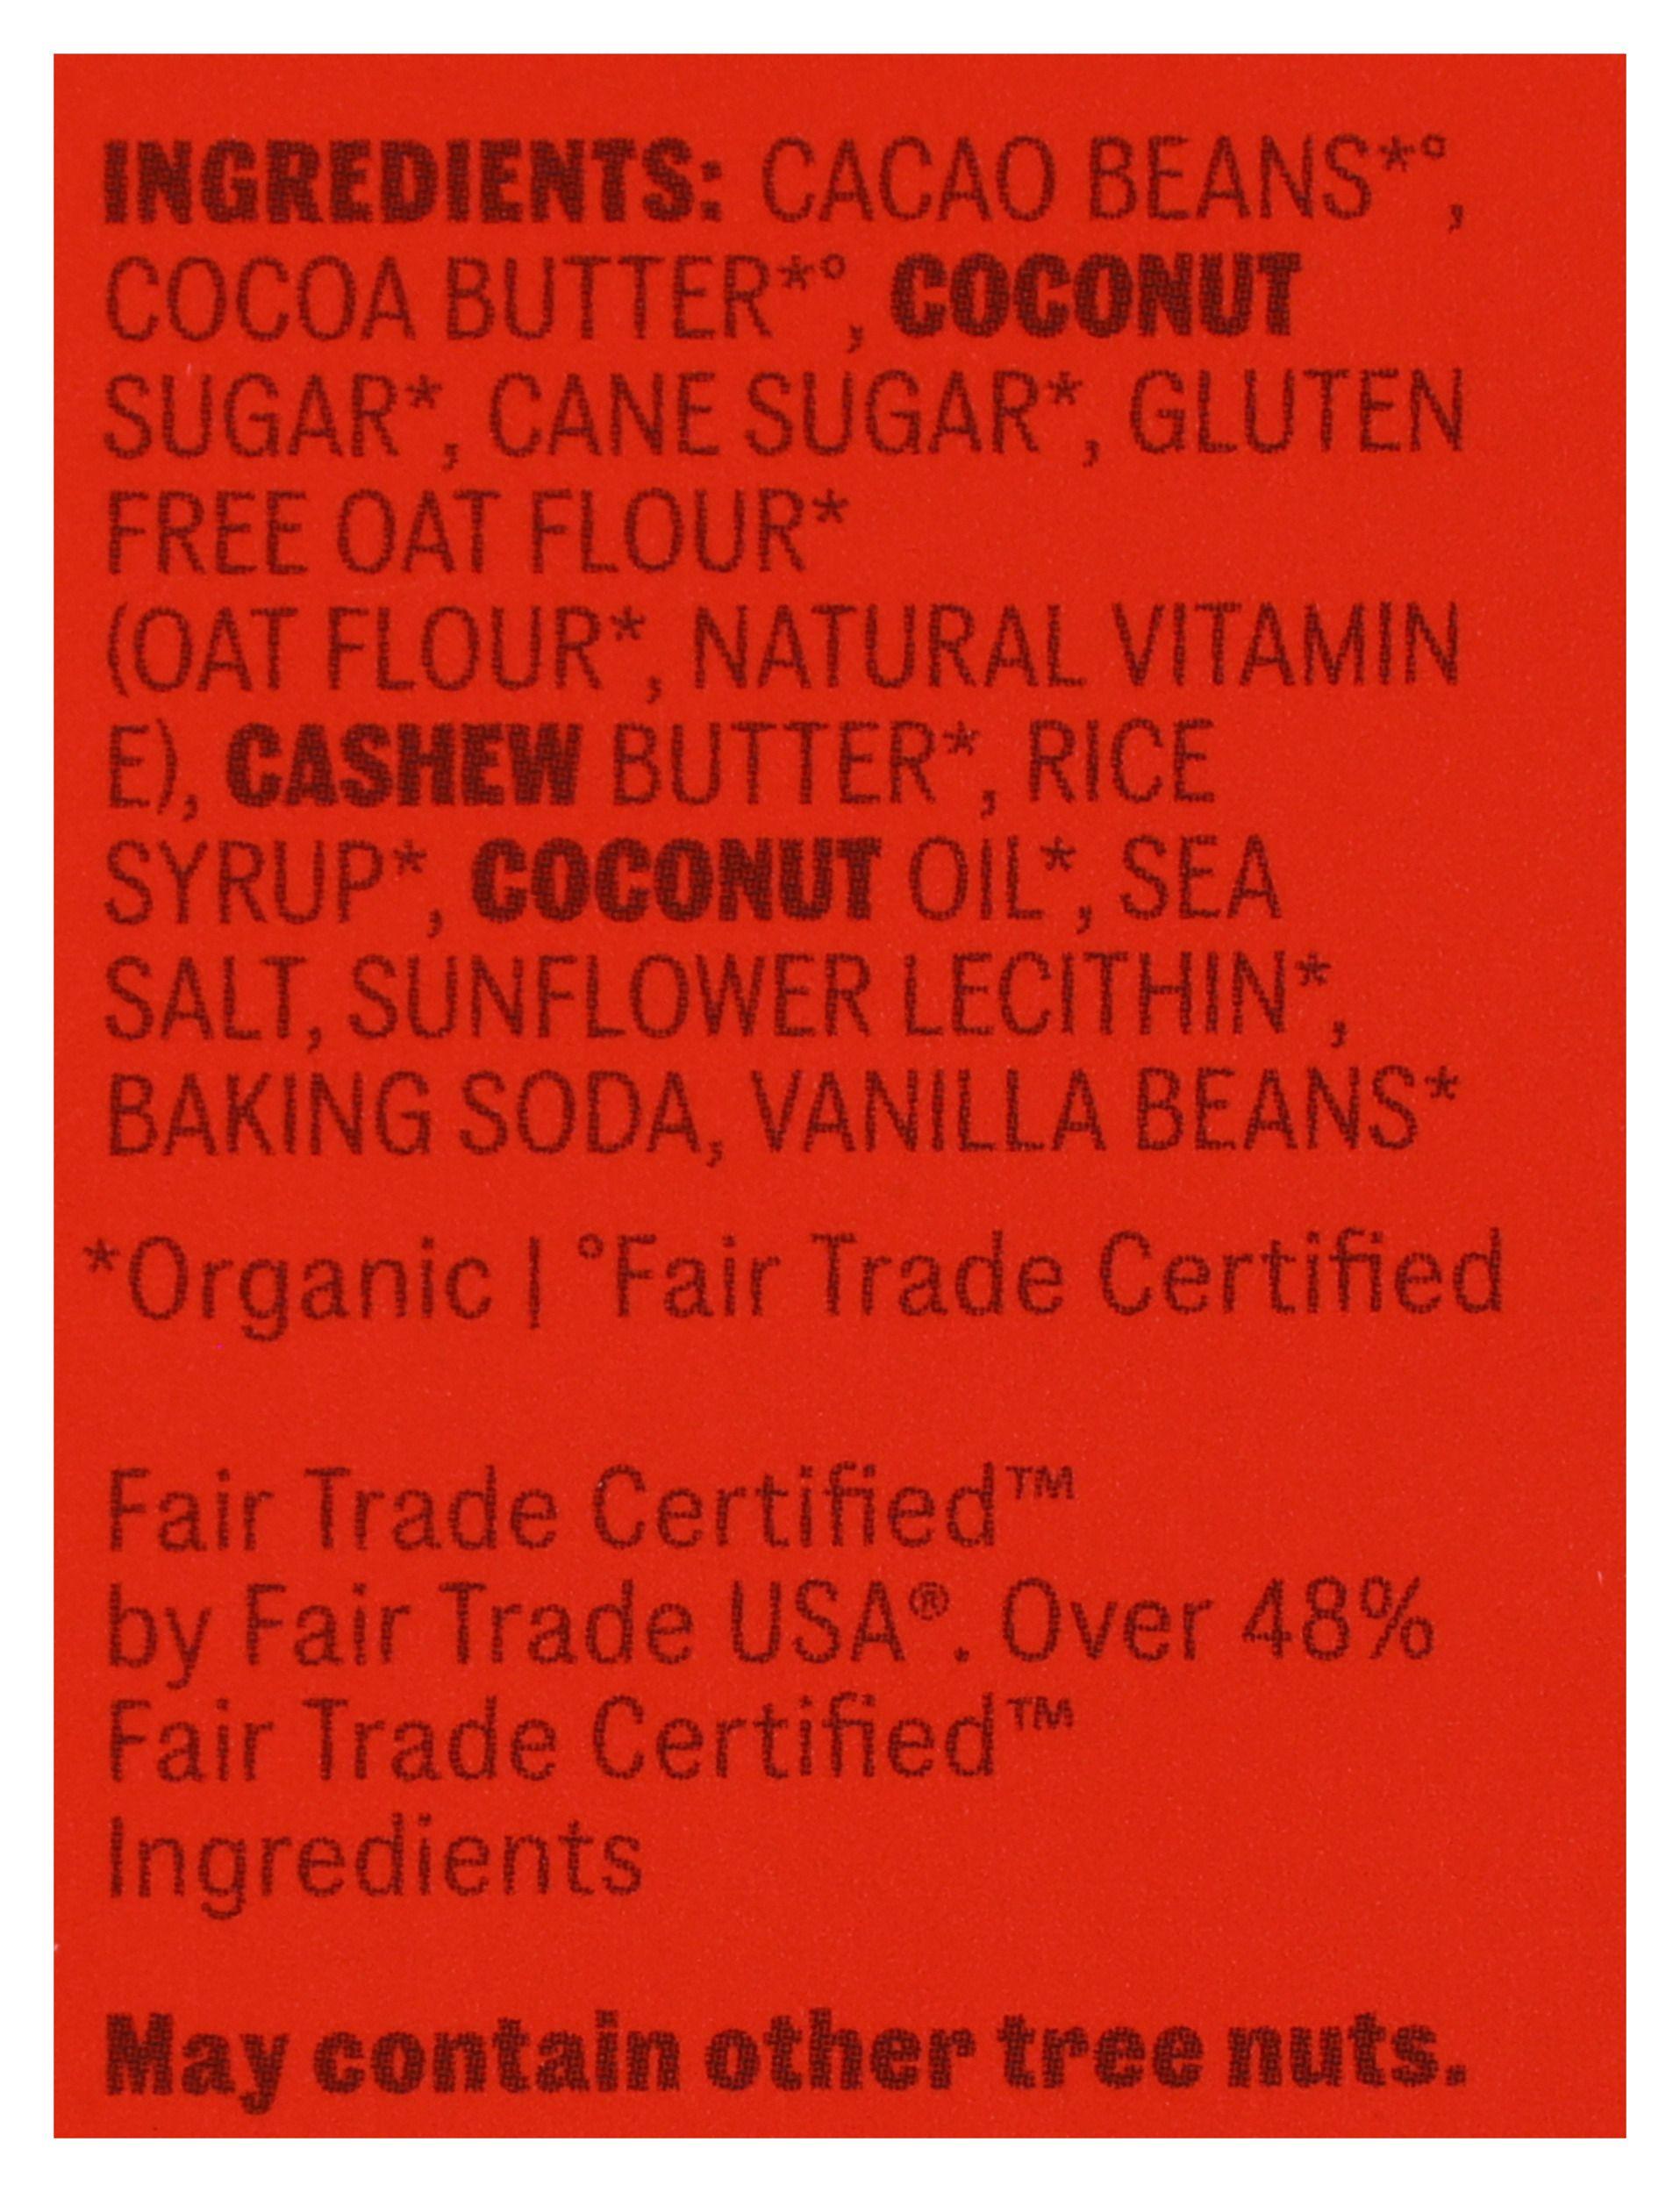 INGREDIENTS: CACAO BEANS*°,
COCOA BUTTER*°, COCONUT
SUGAR*, CANE SUGAR*, GLUTEN
FREE OAT FLOUR*
(OAT FLOUR*, NATURAL VITAMIN
E), CASHEW BUTTER*, RICE
SYRUP*, COCONUT OIL*, SEA
SALT, SUNFLOWER LECITHIN*,
BAKING SODA, VANILLA BEANS*
*Organic | °Fair Trade Certified
Fair Trade Certified™
by Fair Trade USA®. Over 48%
Fair Trade Certified™
Ingredients
May contain other tree nuts.